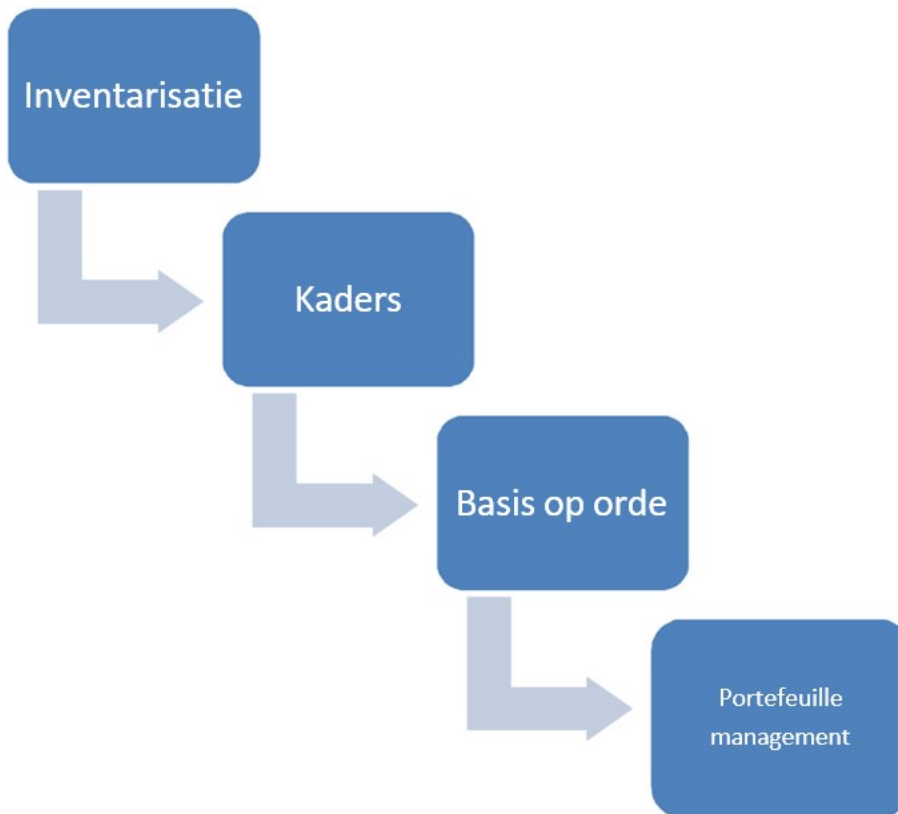 Inventarisatie
Kaders
Basis op orde
Portefeuille
management